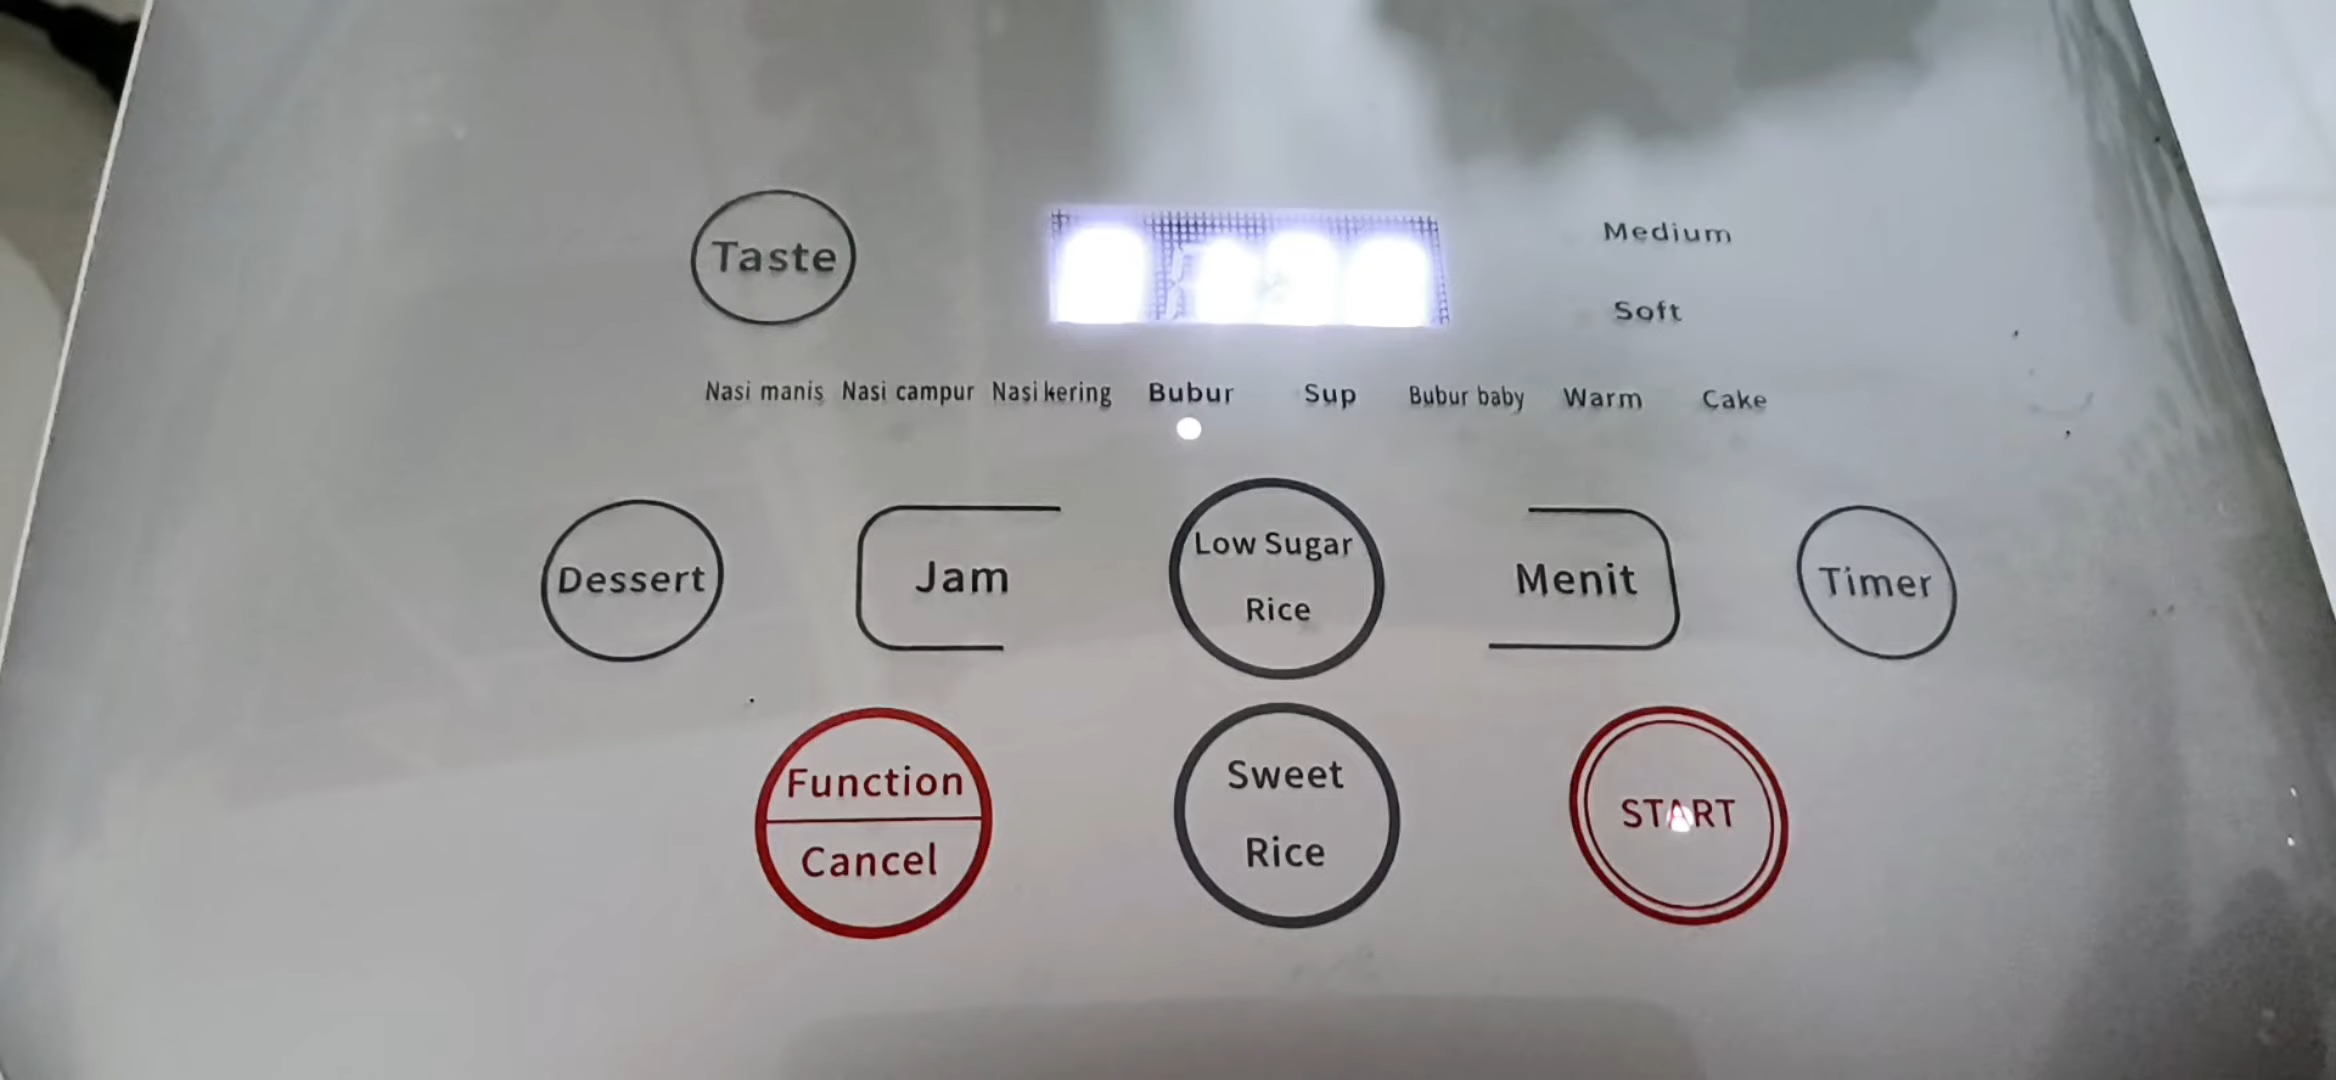 Taste
Medium
Soft
Nasi manis Nasi campur Nasi kering Bubur Sup Bubur baby Warm Cake
Dessert
Jam
Low Sugar
Rice
Menit
Timer
Function
Cancel
Sweet
Rice
START